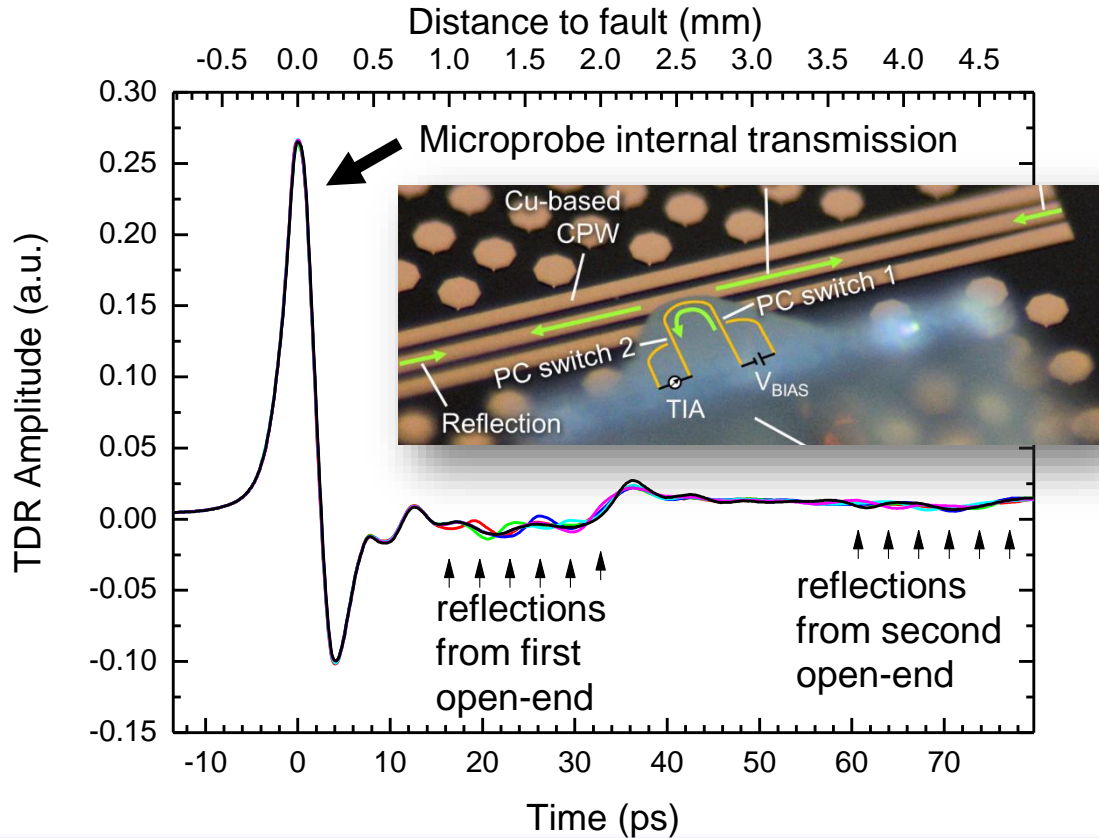 Distance to fault (mm)
-0.5 0.0 0.5 1.0 1.5 2.0 2.5 3.0 3.5 4.0 4.5
0.30
0.25
0.20
0.15
0.10
0.05
0.00
-0.05
-0.10
-0.15
TDR Amplitude (a.u.)
Microprobe internal transmission
Cu-based
CPW
PC switch 1
PC switch 2
V_BIAS
TIA
Reflection
reflections
from first
open-end
reflections
from second
open-end
-10 0 10 20 30 40 50 60 70
Time (ps)